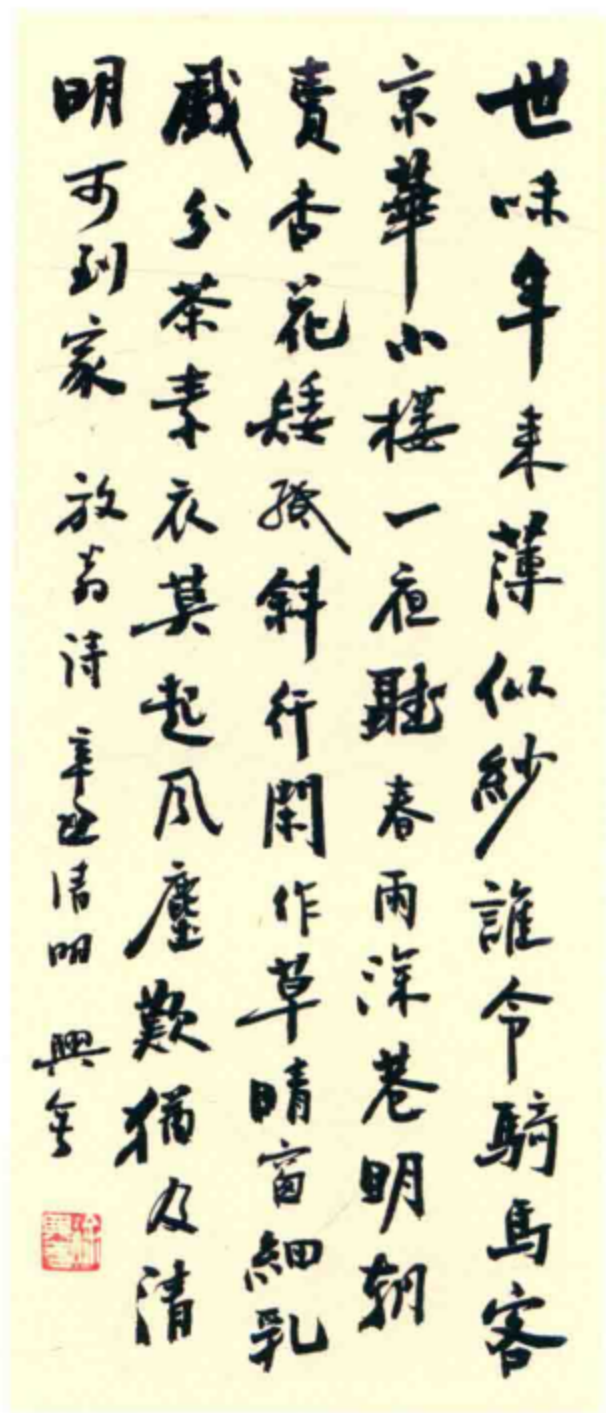 世味年来薄似紗誰令騎馬客
京華小樓一夜聽春雨深巷明朝
賣杏花矮紙斜行閑作草晴窗細乳
戲分茶素衣莫起風塵歎猶及清
明可到家 放翁詩 辛 清明 興